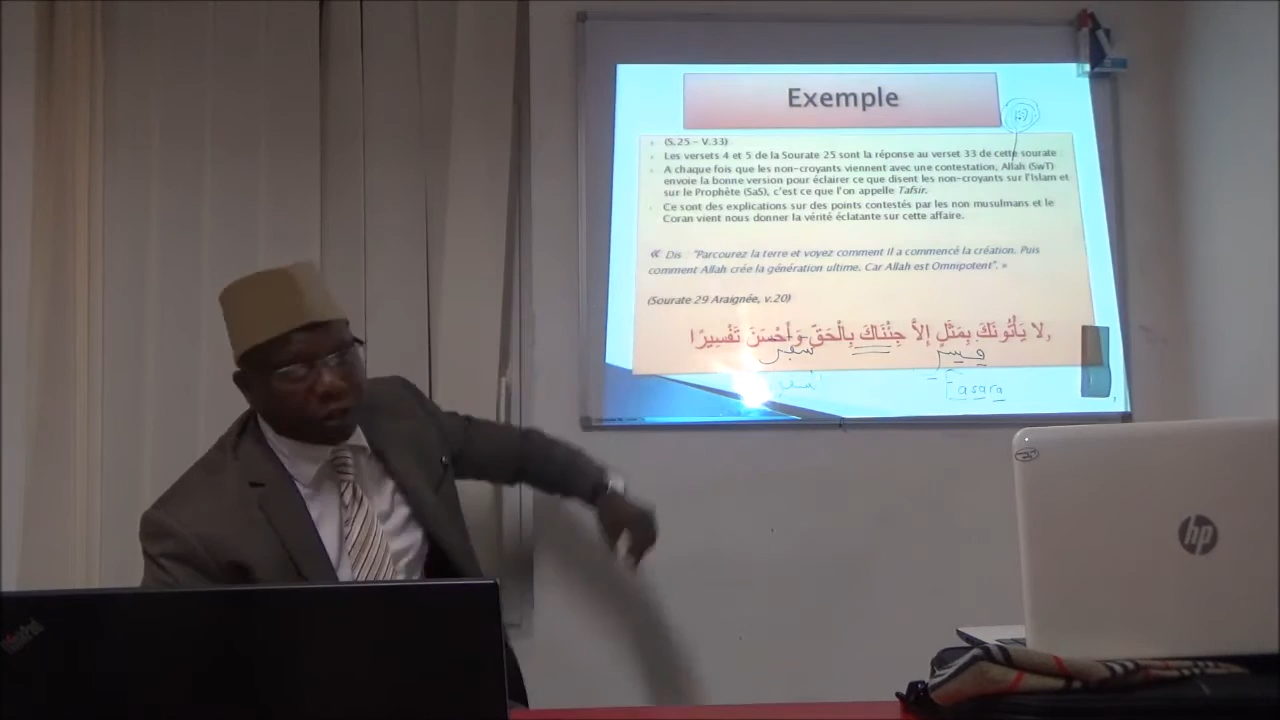 Exemple
(S.25 - V.33)
Les versets 4 et 5 de la Sourate 25 sont la réponse au verset 33 de cette sourate
A chaque fois que les non-croyants viennent avec une contestation, Allah (SwT)
envoie la bonne version pour éclairer ce que disent les non-croyants sur l'Islam et
sur le Prophète (SaS), c'est ce que l'on appelle Tafsir.
Ce sont des explications sur des points contestés par les non musulmans et le
Coran vient nous donner la vérité éclatante sur cette affaire.
« Dis : "Parcourez la terre et voyez comment Il a commencé la création. Puis
comment Allah crée la génération ultime. Car Allah est Omnipotent". »
(Sourate 29 Araignée, v.20)
وَلا يَأْتُونَكَ بِمَثَلٍ إِلاَّ جِئْنَاكَ بِالْحَقِّ وَأَحْسَنَ تَفْسِيرًا
asara
hp
ThinkPad